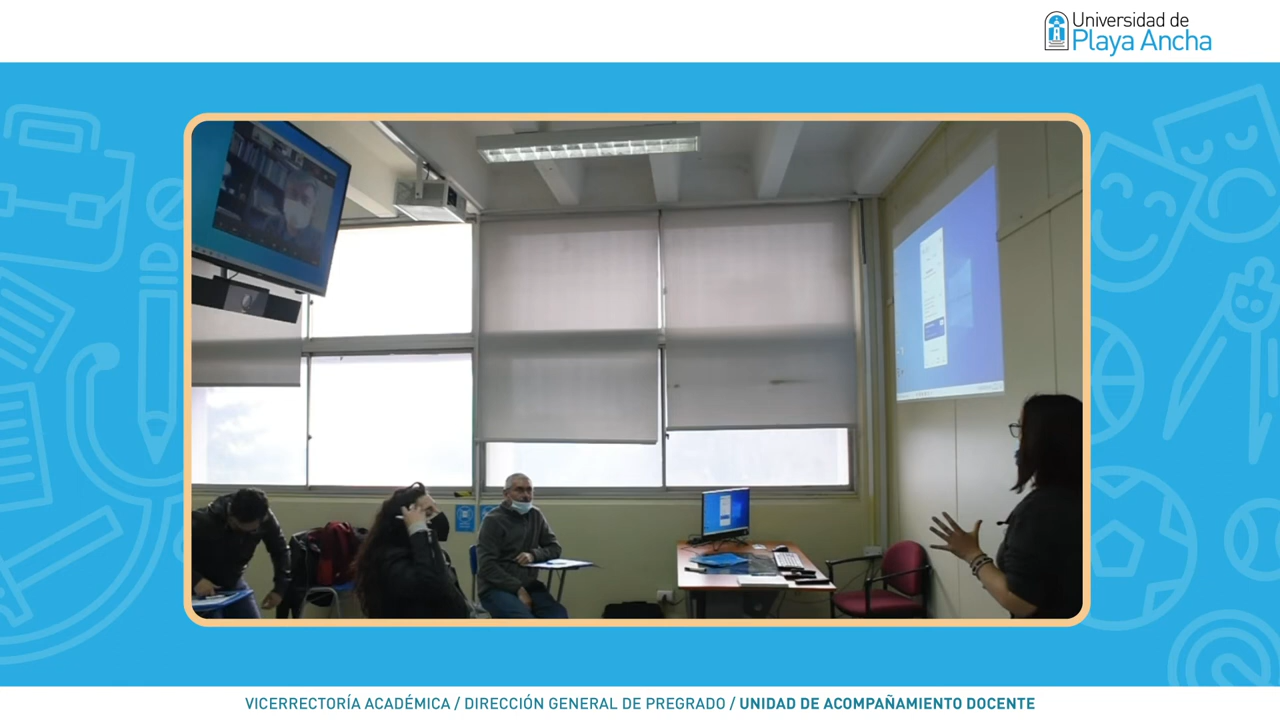 Universidad de
Playa Ancha
VICERRECTORÍA ACADÉMICA / DIRECCIÓN GENERAL DE PREGRADO / UNIDAD DE ACOMPAÑAMIENTO DOCENTE